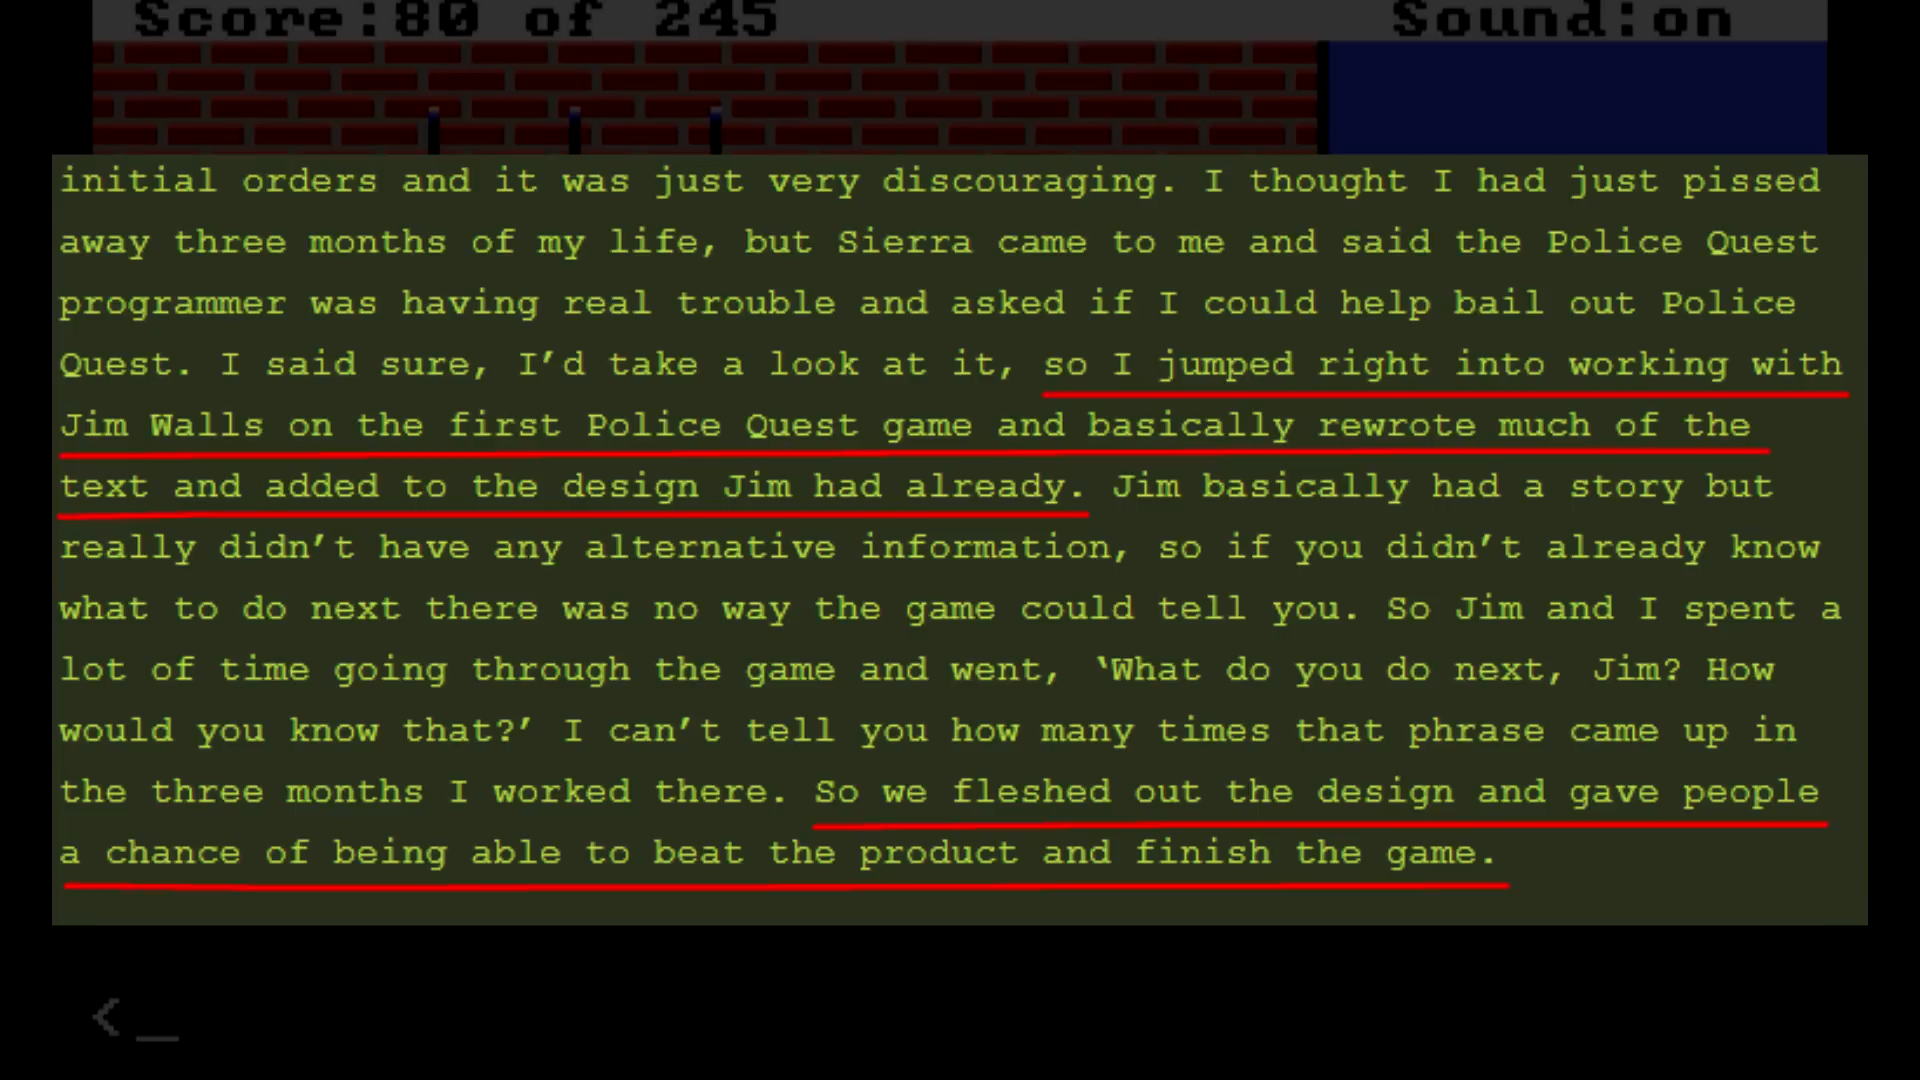 Score:80 of 245 Sound:on
initial orders and it was just very discouraging. I thought I had just pissed
away three months of my life, but Sierra came to me and said the Police Quest
programmer was having real trouble and asked if I could help bail out Police
Quest. I said sure, I’d take a look at it, so I jumped right into working with
Jim Walls on the first Police Quest game and basically rewrote much of the
text and added to the design Jim had already. Jim basically had a story but
really didn’t have any alternative information, so if you didn’t already know
what to do next there was no way the game could tell you. So Jim and I spent a
lot of time going through the game and went, ‘What do you do next, Jim? How
would you know that?’ I can’t tell you how many times that phrase came up in
the three months I worked there. So we fleshed out the design and gave people
a chance of being able to beat the product and finish the game.
<_